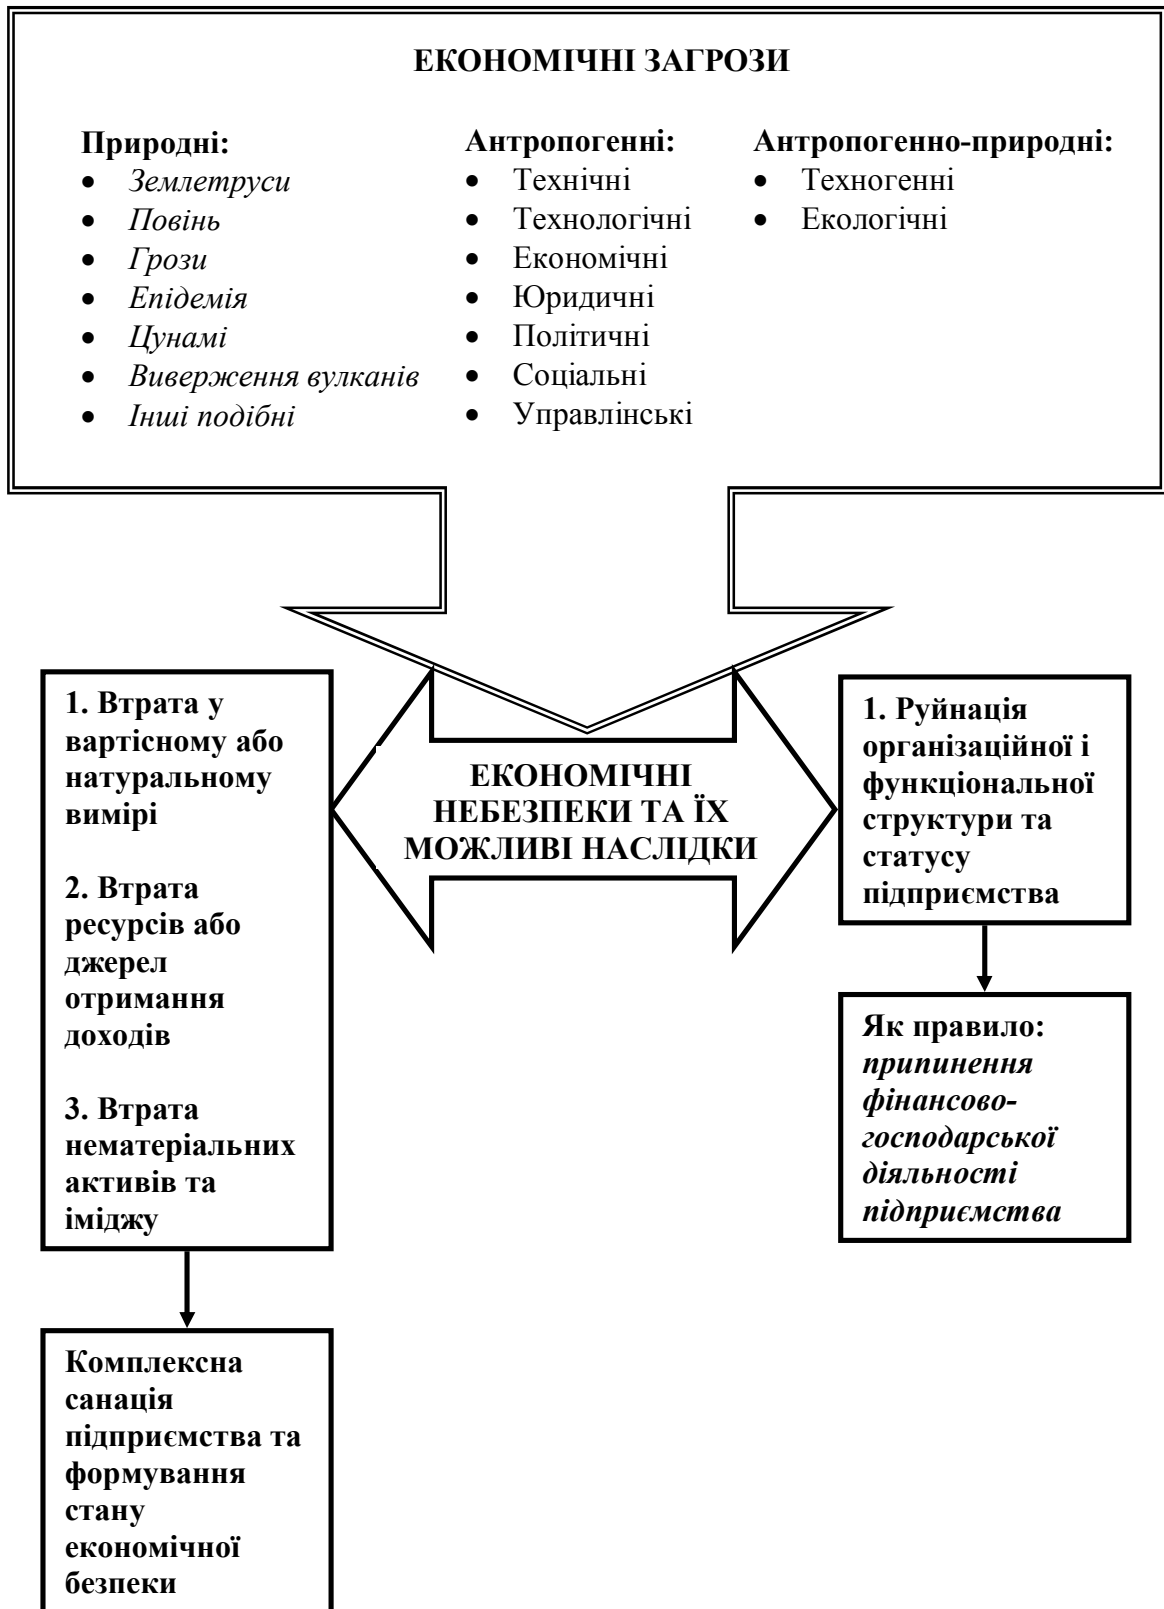 ЕКОНОМІЧНІ ЗАГРОЗИ
Природні:
• Землетруси
• Повінь
• Грози
• Епідемія
• Цунамі
• Виверження вулканів
• Інші подібні
Антропогенні:
• Технічні
• Технологічні
• Економічні
• Юридичні
• Політичні
• Соціальні
• Управлінські
Антропогенно-природні:
• Техногенні
• Екологічні
ЕКОНОМІЧНІ
НЕБЕЗПЕКИ ТА ЇХ
МОЖЛИВІ НАСЛІДКИ
1. Втрата у
вартісному або
натуральному
вимірі
2. Втрата
ресурсів або
джерел
отримання
доходів
3. Втрата
нематеріальних
активів та
іміджу
Комплексна
санація
підприємства та
формування
стану
економічної
безпеки
1. Руйнація
організаційної і
функціональної
структури та
статусу
підприємства
Як правило:
припинення
фінансово-
господарської
діяльності
підприємства